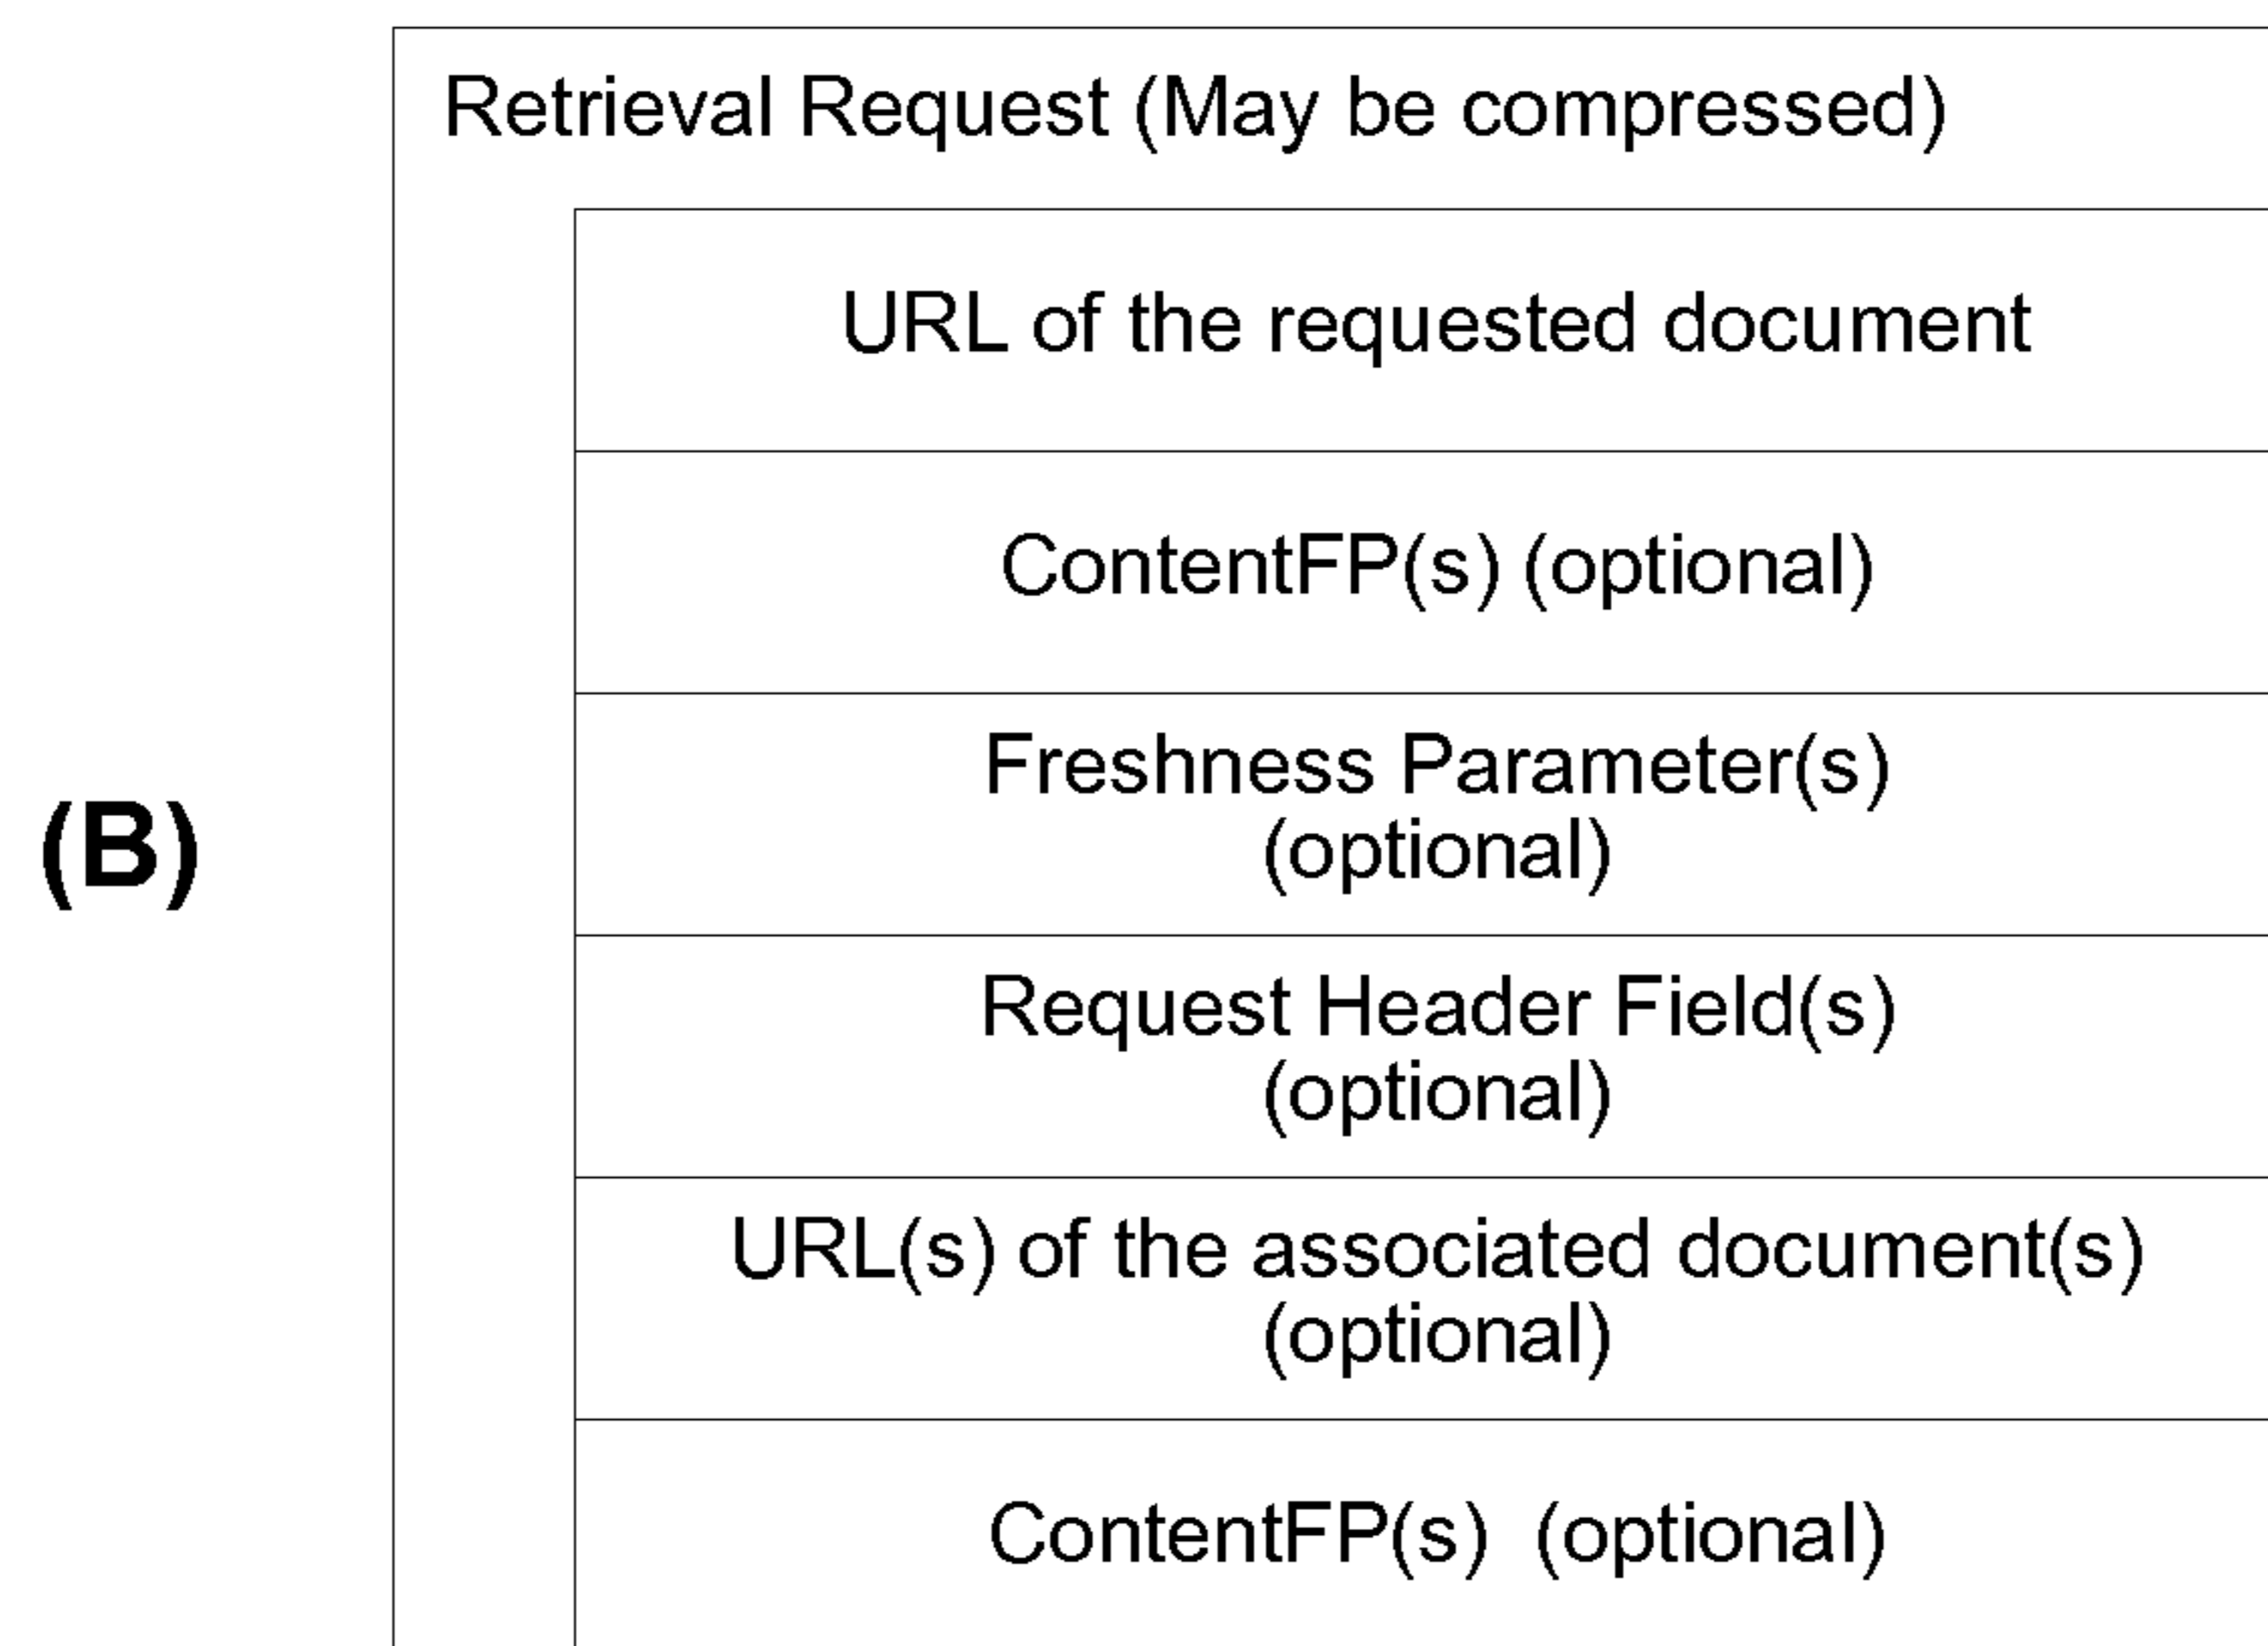 Retrieval Request (May be compressed)
URL of the requested document
ContentFP(s) (optional)
Freshness Parameter(s)
(optional)
(B)
Request Header Field(s)
(optional)
URL(s) of the associated document(s)
(optional)
ContentFP(s) (optional)